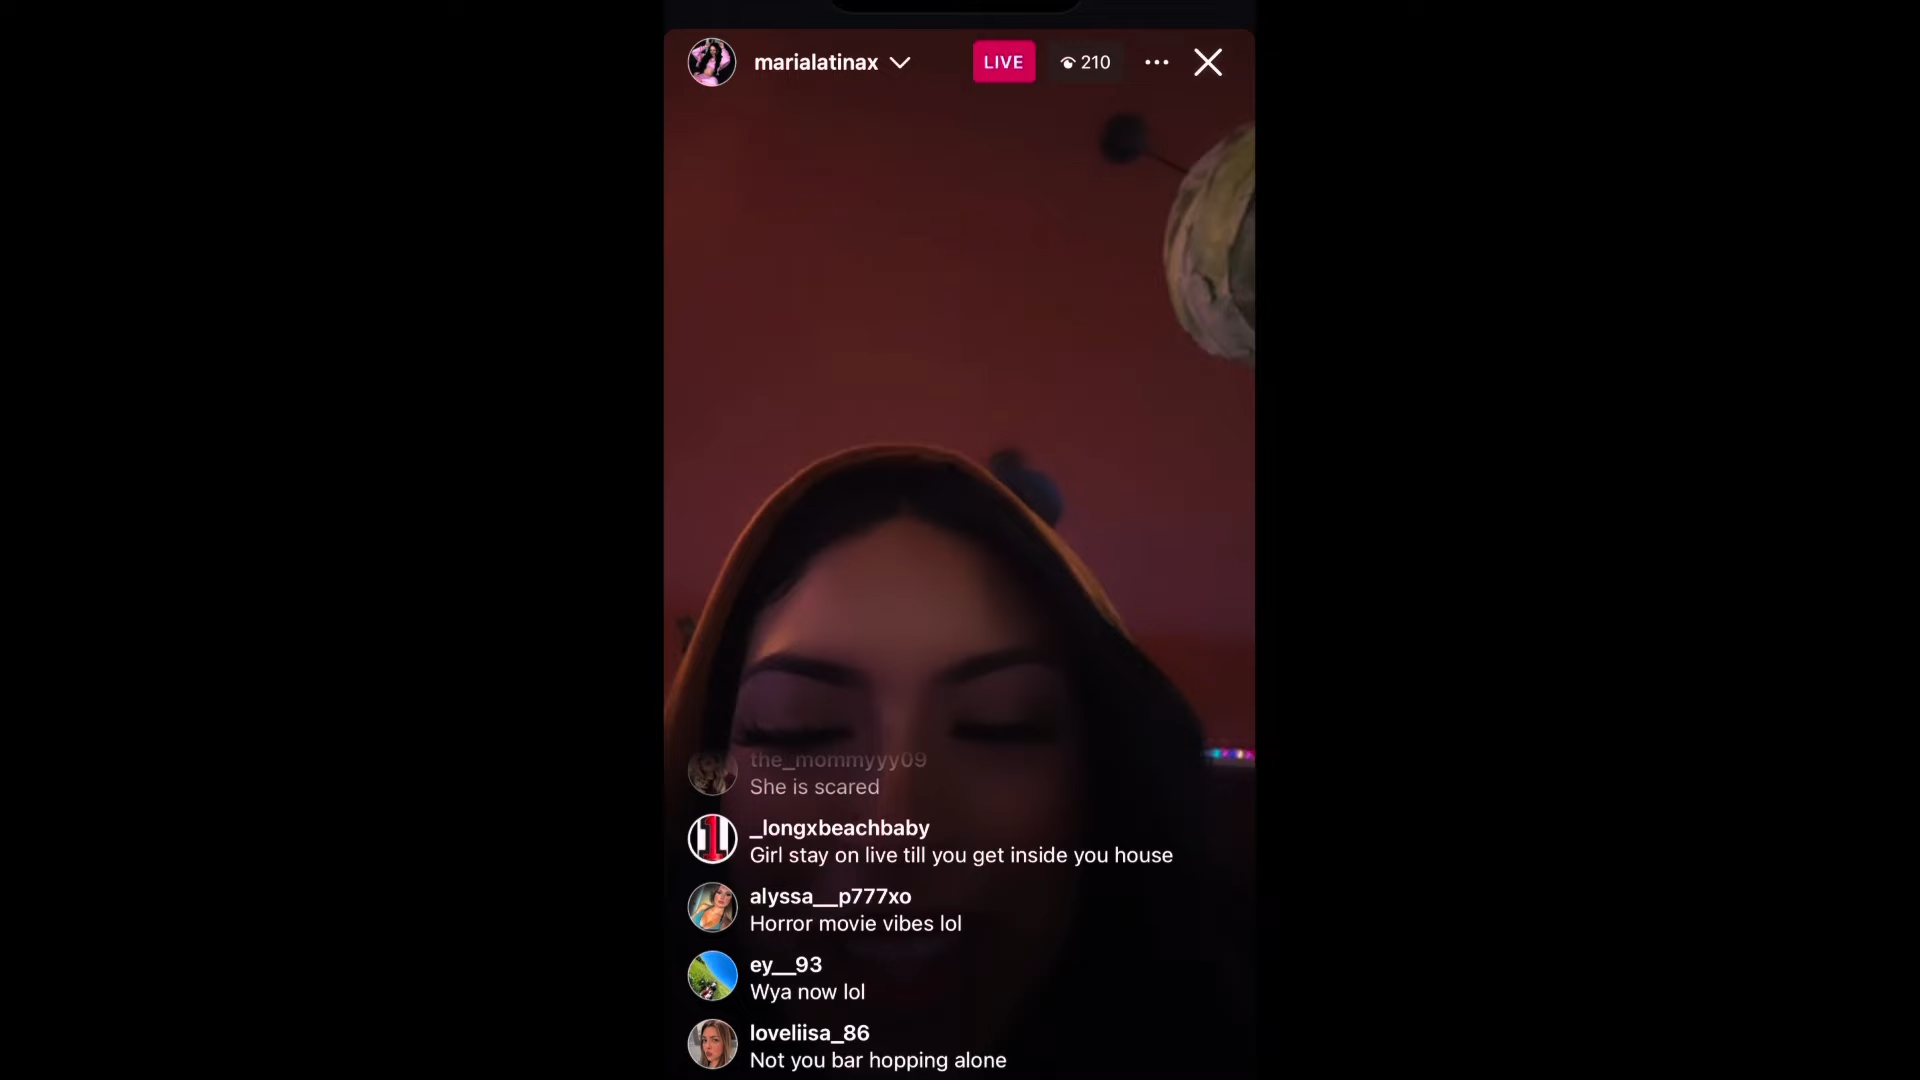 marialatinax
LIVE
210
the_mommyyy09
She is scared
_longxbeachbaby
Girl stay on live till you get inside you house
alyssa__p777xo
Horror movie vibes lol
ey__93
Wya now lol
loveliisa_86
Not you bar hopping alone